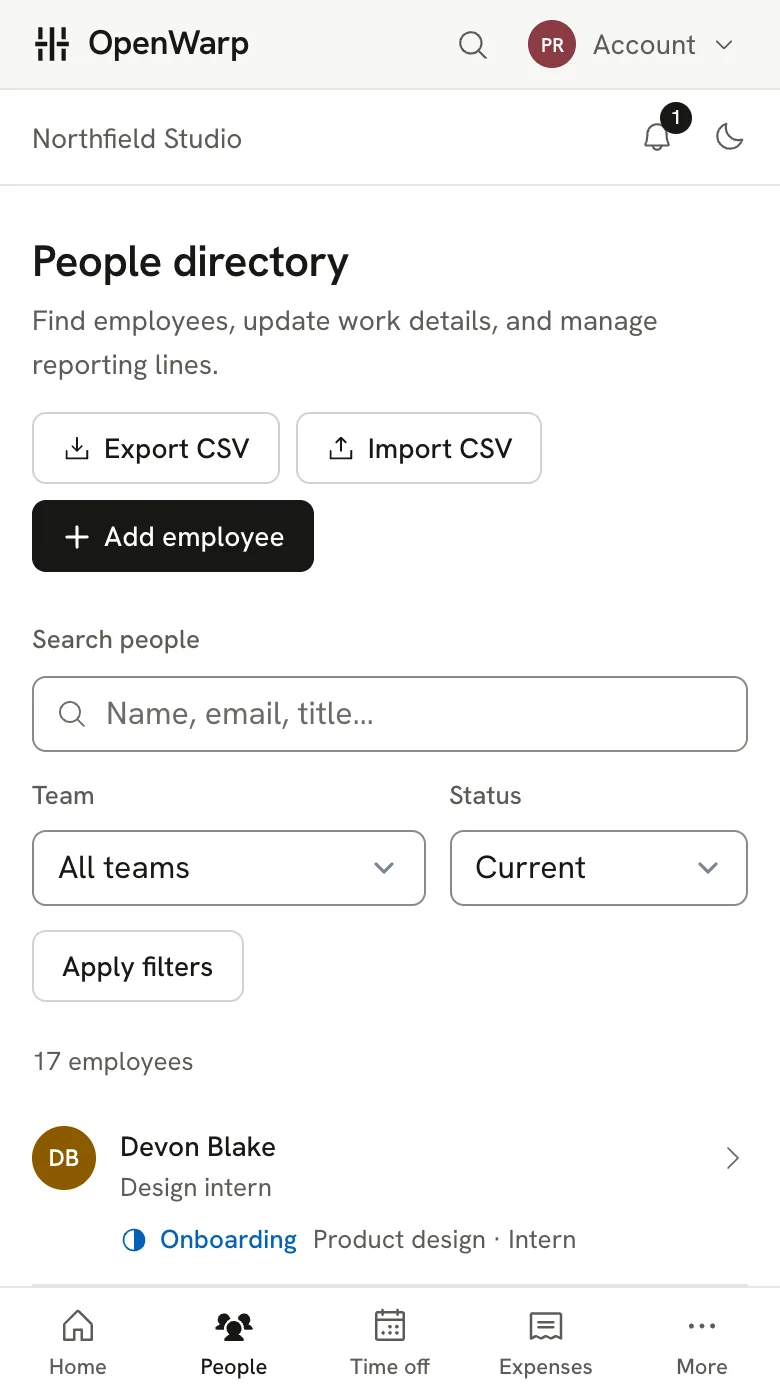 OpenWarp
PR Account
Northfield Studio
1
People directory
Find employees, update work details, and manage
reporting lines.
Export CSV Import CSV
Add employee
Search people
Name, email, title...
Team Status
All teams Current
Apply filters
17 employees
DB Devon Blake
Design intern
Onboarding Product design · Intern
Home People Time off Expenses More